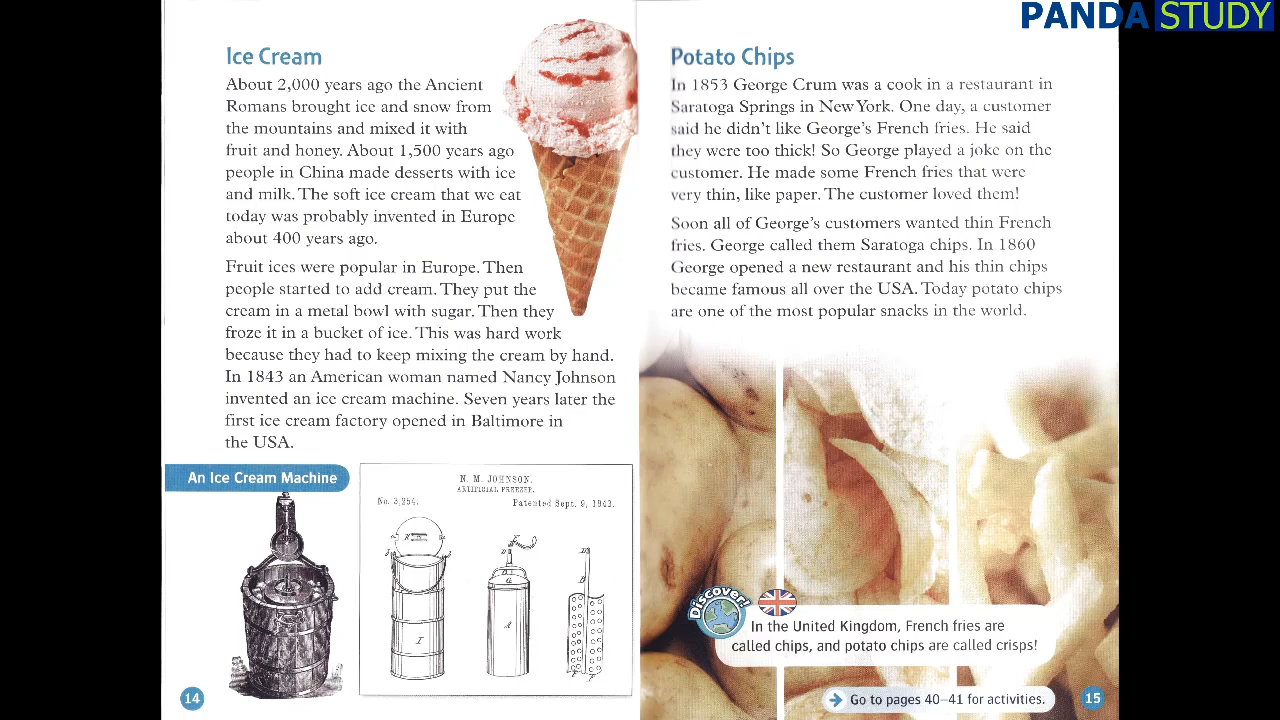 PANDA STUDY
Ice Cream
About 2,000 years ago the Ancient
Romans brought ice and snow from
the mountains and mixed it with
fruit and honey. About 1,500 years ago
people in China made desserts with ice
and milk. The soft ice cream that we eat
today was probably invented in Europe
about 400 years ago.
Fruit ices were popular in Europe. Then
people started to add cream. They put the
cream in a metal bowl with sugar. Then they
froze it in a bucket of ice. This was hard work
because they had to keep mixing the cream by hand.
In 1843 an American woman named Nancy Johnson
invented an ice cream machine. Seven years later the
first ice cream factory opened in Baltimore in
the USA.
An Ice Cream Machine
N. M. JOHNSON.
ARTIFICIAL FREEZER.
No. 3,254.
Patented Sept. 9, 1843.
14
Potato Chips
In 1853 George Crum was a cook in a restaurant in
Saratoga Springs in New York. One day, a customer
said he didn't like George's French fries. He said
they were too thick! So George played a joke on the
customer. He made some French fries that were
very thin, like paper. The customer loved them!
Soon all of George's customers wanted thin French
fries. George called them Saratoga chips. In 1860
George opened a new restaurant and his thin chips
became famous all over the USA. Today potato chips
are one of the most popular snacks in the world.
Discover!
In the United Kingdom, French fries are
called chips, and potato chips are called crisps!
Go to pages 40–41 for activities.
15